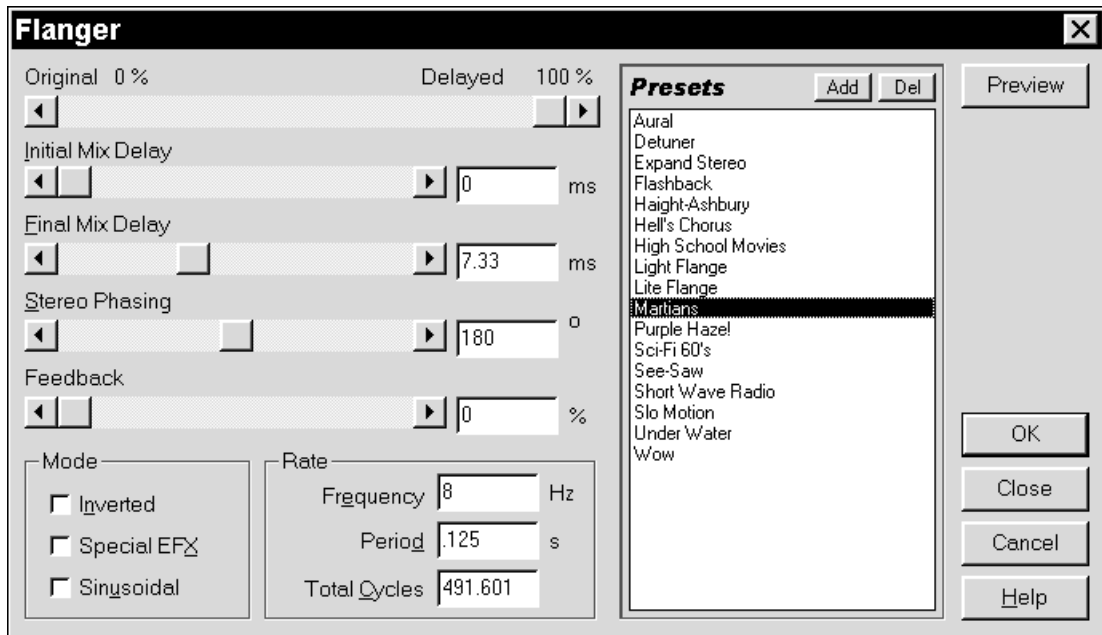 Flanger
Original 0 % Delayed 100 %
Initial Mix Delay
0 ms
Final Mix Delay
7.33 ms
Stereo Phasing
180 o
Feedback
0 %
Mode
Inverted
Special EFX
Sinusoidal
Rate
Frequency 8 Hz
Period .125 s
Total Cycles 491.601
Presets Add Del
Aural
Detuner
Expand Stereo
Flashback
Haight-Ashbury
Hell's Chorus
High School Movies
Light Flange
Lite Flange
Martians
Purple Haze!
Sci-Fi 60's
See-Saw
Short Wave Radio
Slo Motion
Under Water
Wow
Preview
OK
Close
Cancel
Help